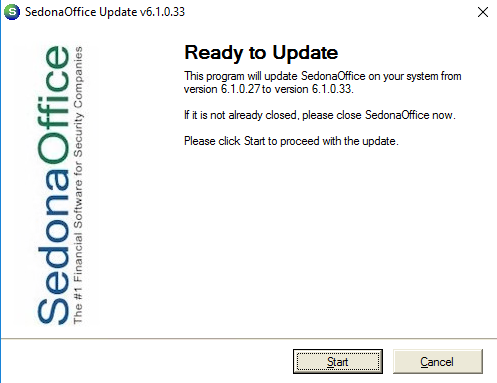 SedonaOffice Update v6.1.0.33
SedonaOffice
The #1 Financial Software for Security Companies
Ready to Update
This program will update SedonaOffice on your system from
version 6.1.0.27 to version 6.1.0.33.
If it is not already closed, please close SedonaOffice now.
Please click Start to proceed with the update.
Start
Cancel